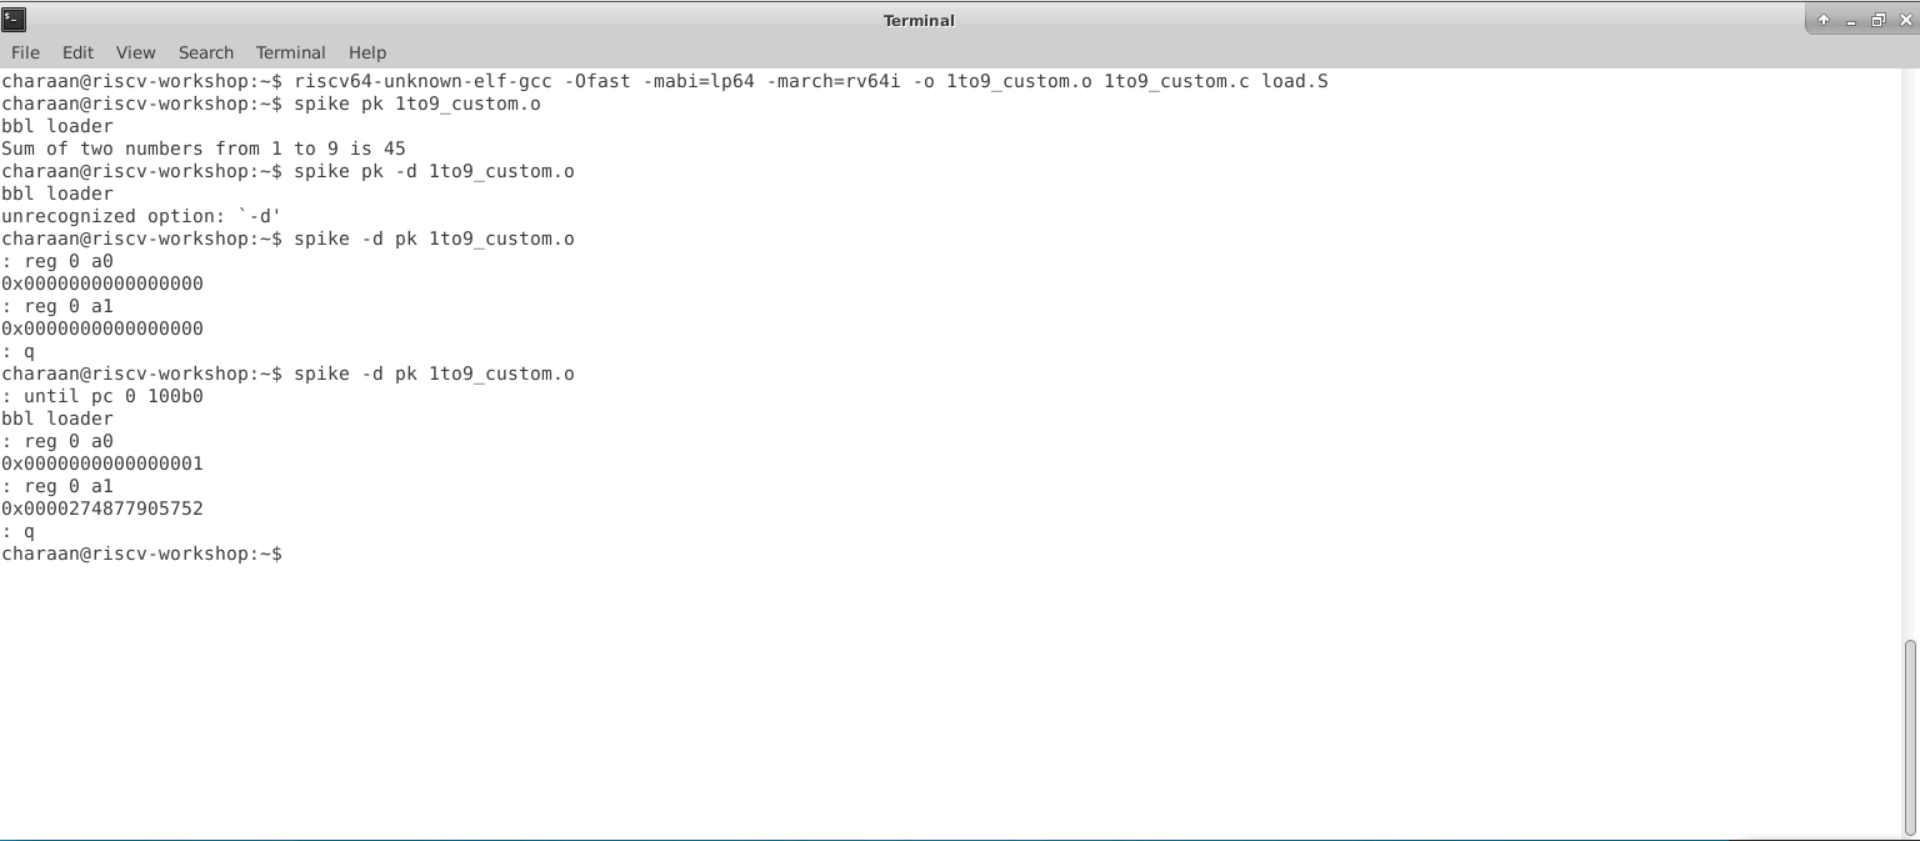 Terminal
File Edit View Search Terminal Help
charaan@riscv-workshop:~$ riscv64-unknown-elf-gcc -Ofast -mabi=lp64 -march=rv64i -o 1to9_custom.o 1to9_custom.c load.S
charaan@riscv-workshop:~$ spike pk 1to9_custom.o
bbl loader
Sum of two numbers from 1 to 9 is 45
charaan@riscv-workshop:~$ spike pk -d 1to9_custom.o
bbl loader
unrecognized option: `-d'
charaan@riscv-workshop:~$ spike -d pk 1to9_custom.o
: reg 0 a0
0x0000000000000000
: reg 0 a1
0x0000000000000000
: q
charaan@riscv-workshop:~$ spike -d pk 1to9_custom.o
: until pc 0 100b0
bbl loader
: reg 0 a0
0x0000000000000001
: reg 0 a1
0x0000274877905752
: q
charaan@riscv-workshop:~$